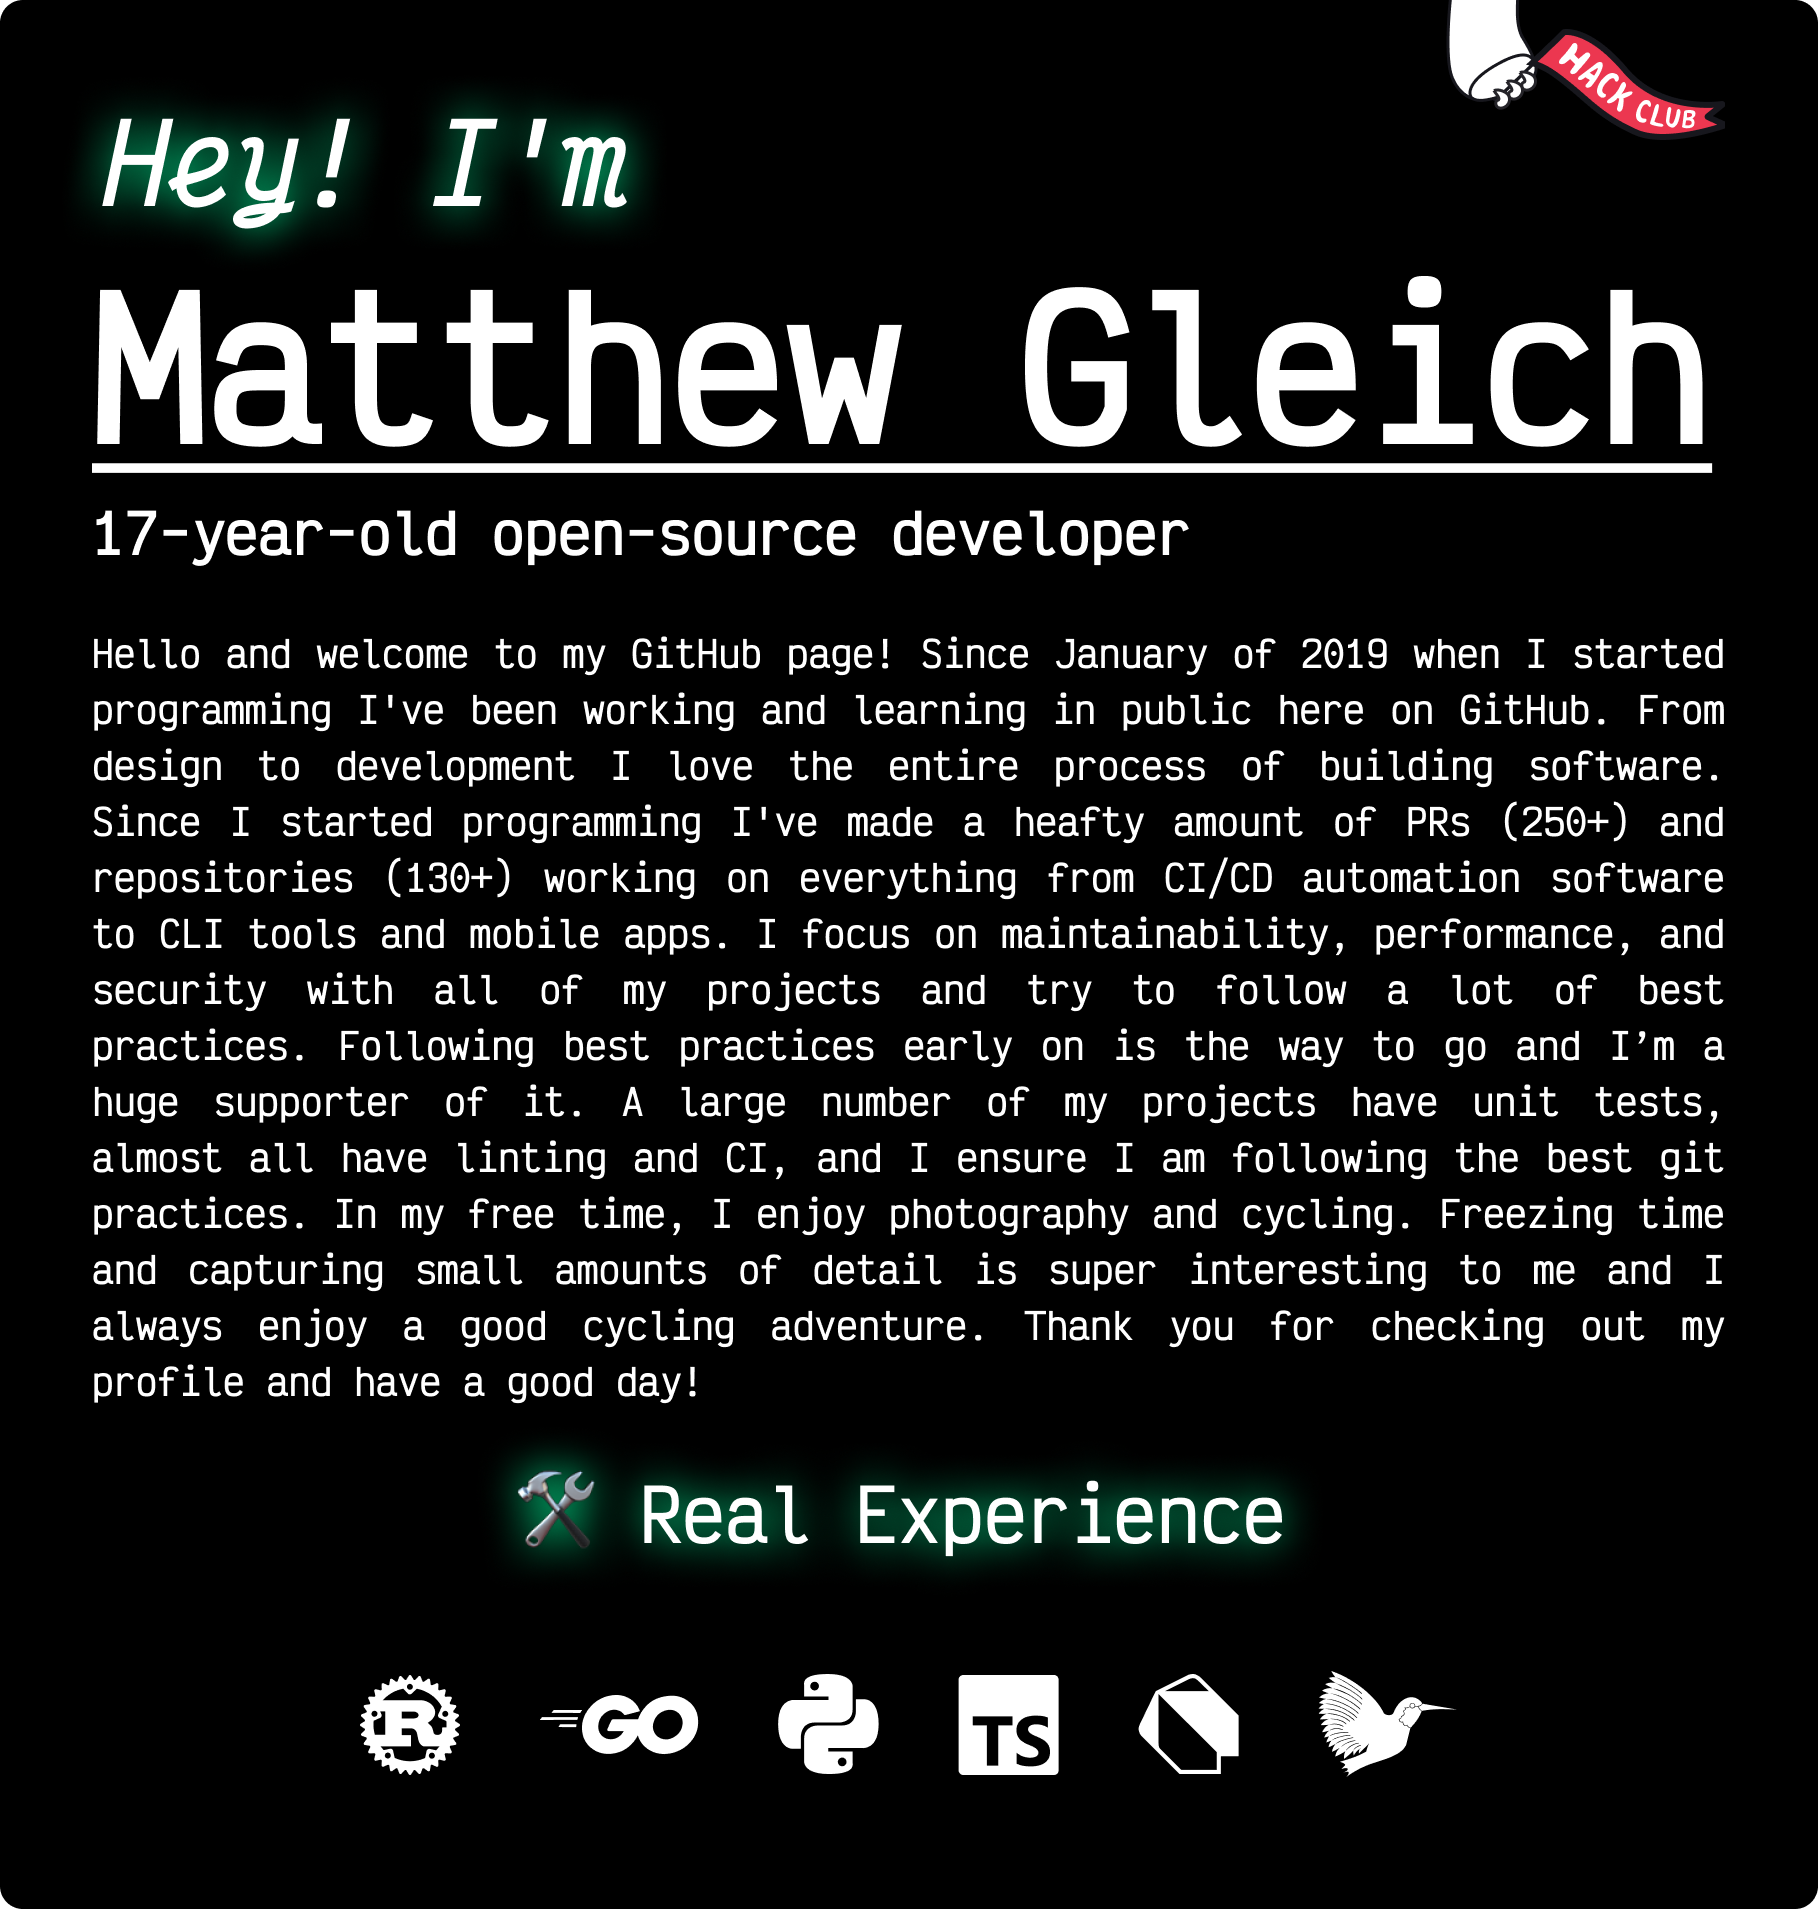 HACK CLUB
Hey! I'm
Matthew Gleich
17-year-old open-source developer
Hello and welcome to my GitHub page! Since January of 2019 when I started
programming I've been working and learning in public here on GitHub. From
design to development I love the entire process of building software.
Since I started programming I've made a heafty amount of PRs (250+) and
repositories (130+) working on everything from CI/CD automation software
to CLI tools and mobile apps. I focus on maintainability, performance, and
security with all of my projects and try to follow a lot of best
practices. Following best practices early on is the way to go and I’m a
huge supporter of it. A large number of my projects have unit tests,
almost all have linting and CI, and I ensure I am following the best git
practices. In my free time, I enjoy photography and cycling. Freezing time
and capturing small amounts of detail is super interesting to me and I
always enjoy a good cycling adventure. Thank you for checking out my
profile and have a good day!
🛠 Real Experience
R GO TS